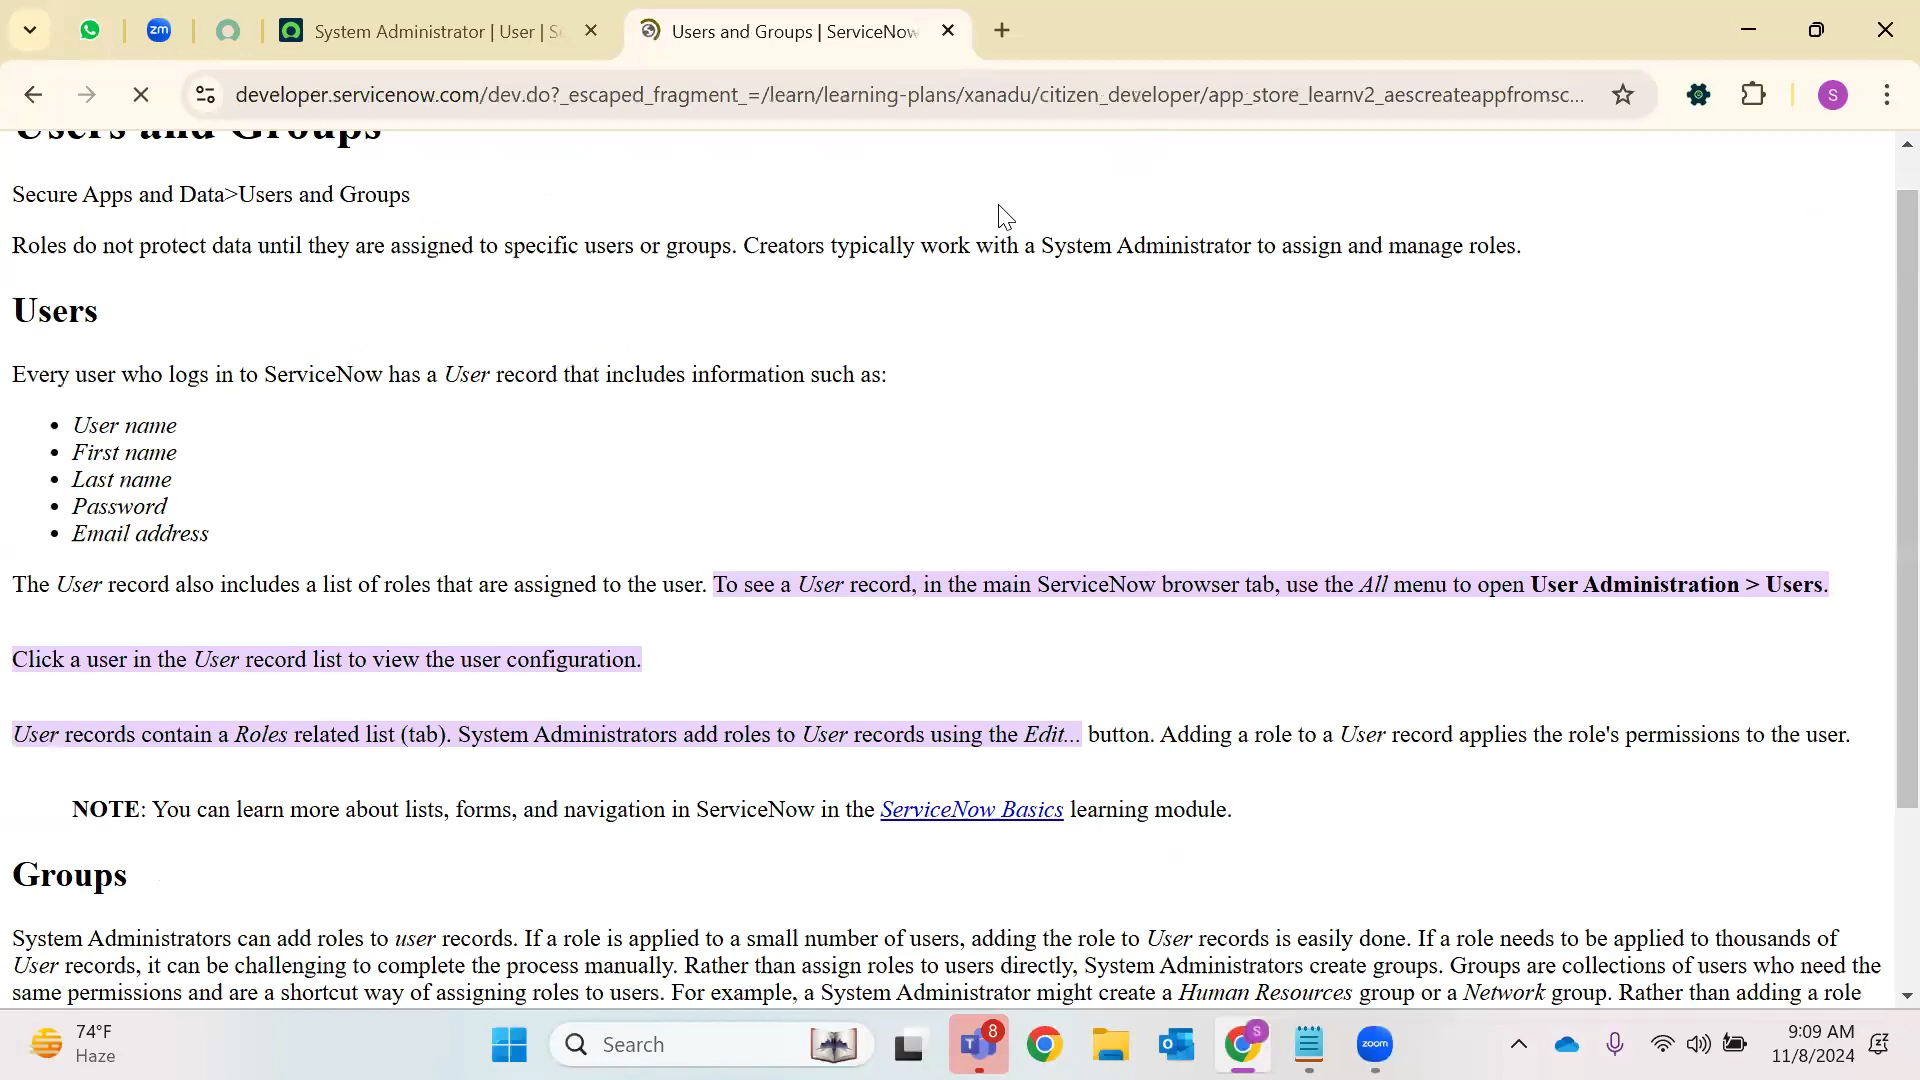 System Administrator | User | S
Users and Groups | ServiceNow
developer.servicenow.com/dev.do?_escaped_fragment_=/learn/learning-plans/xanadu/citizen_developer/app_store_learnv2_aescreateappfromsc...
zm
S
Users and Groups
Secure Apps and Data>Users and Groups
Roles do not protect data until they are assigned to specific users or groups. Creators typically work with a System Administrator to assign and manage roles.
Users
Every user who logs in to ServiceNow has a User record that includes information such as:
• User name
• First name
• Last name
• Password
• Email address
The User record also includes a list of roles that are assigned to the user. To see a User record, in the main ServiceNow browser tab, use the All menu to open User Administration > Users.
Click a user in the User record list to view the user configuration.
User records contain a Roles related list (tab). System Administrators add roles to User records using the Edit... button. Adding a role to a User record applies the role's permissions to the user.
NOTE: You can learn more about lists, forms, and navigation in ServiceNow in the ServiceNow Basics learning module.
Groups
System Administrators can add roles to user records. If a role is applied to a small number of users, adding the role to User records is easily done. If a role needs to be applied to thousands of
User records, it can be challenging to complete the process manually. Rather than assign roles to users directly, System Administrators create groups. Groups are collections of users who need the
same permissions and are a shortcut way of assigning roles to users. For example, a System Administrator might create a Human Resources group or a Network group. Rather than adding a role
74°F
Haze
Search
8
S
zoom
9:09 AM
11/8/2024